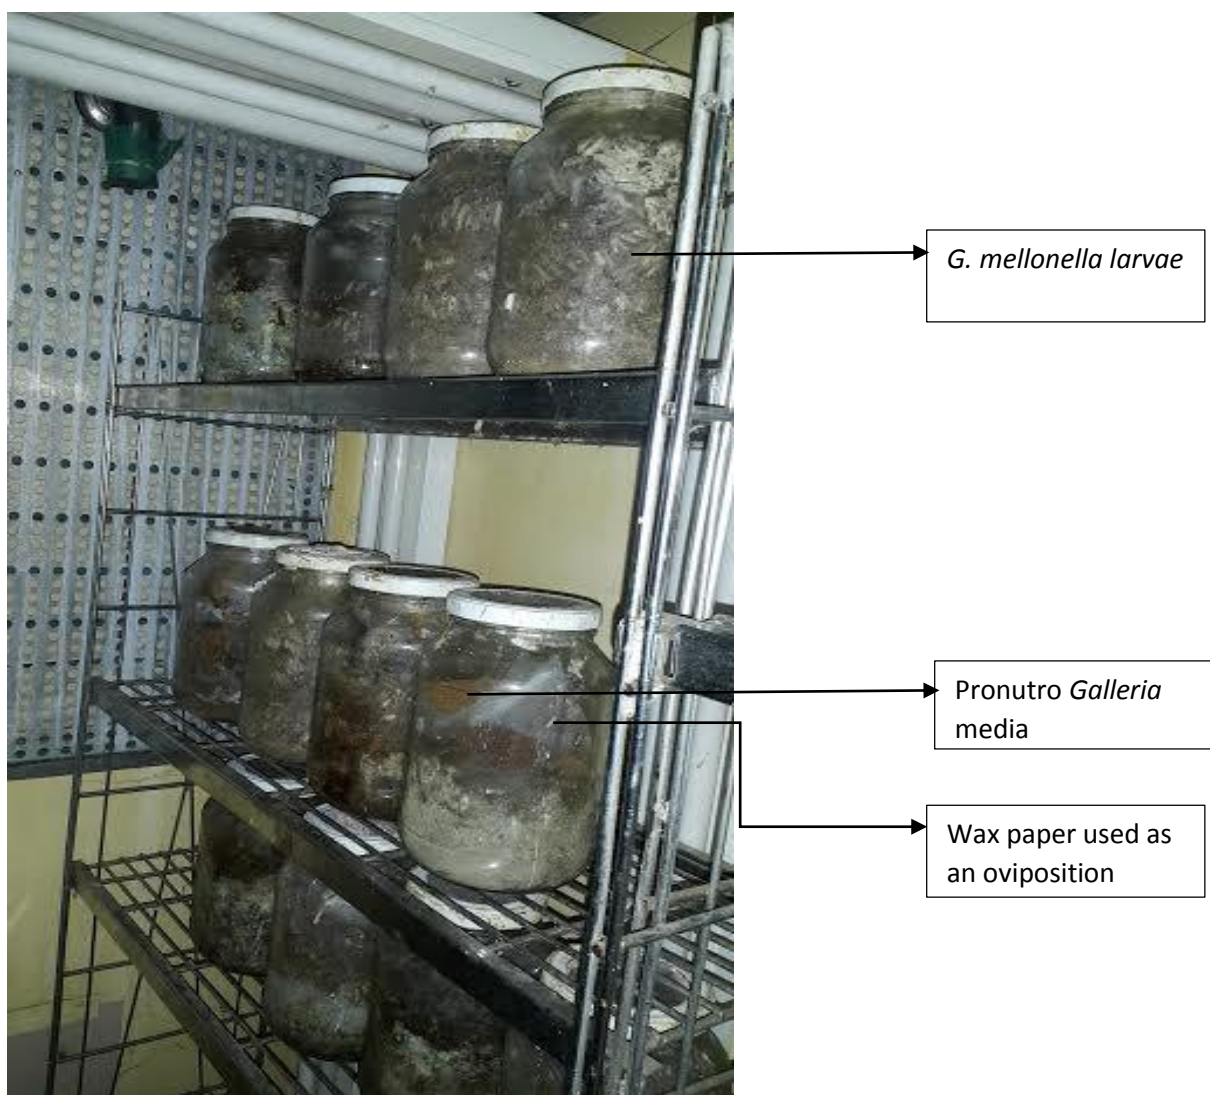 G. mellonella larvae
Pronutro Galleria
media
Wax paper used as
an oviposition